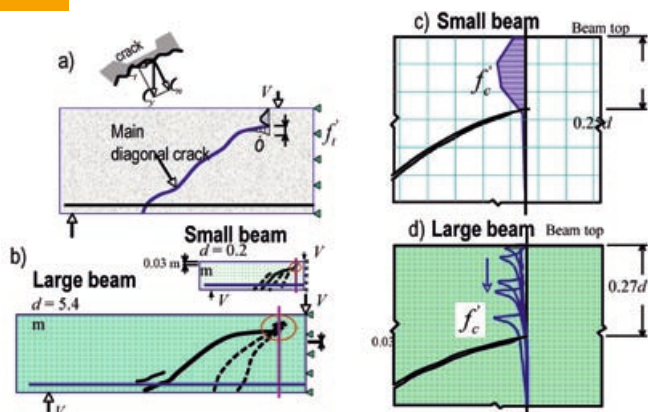 a)
crack
V
Main
diagonal crack
f't
b)
Small beam
d = 0.2
m
0.03 m
V
V
Large beam
d = 5.4
m
V
V
c) Small beam
Beam top
f'c
0.25d
d) Large beam
Beam top
f'c
0.27d
0.03